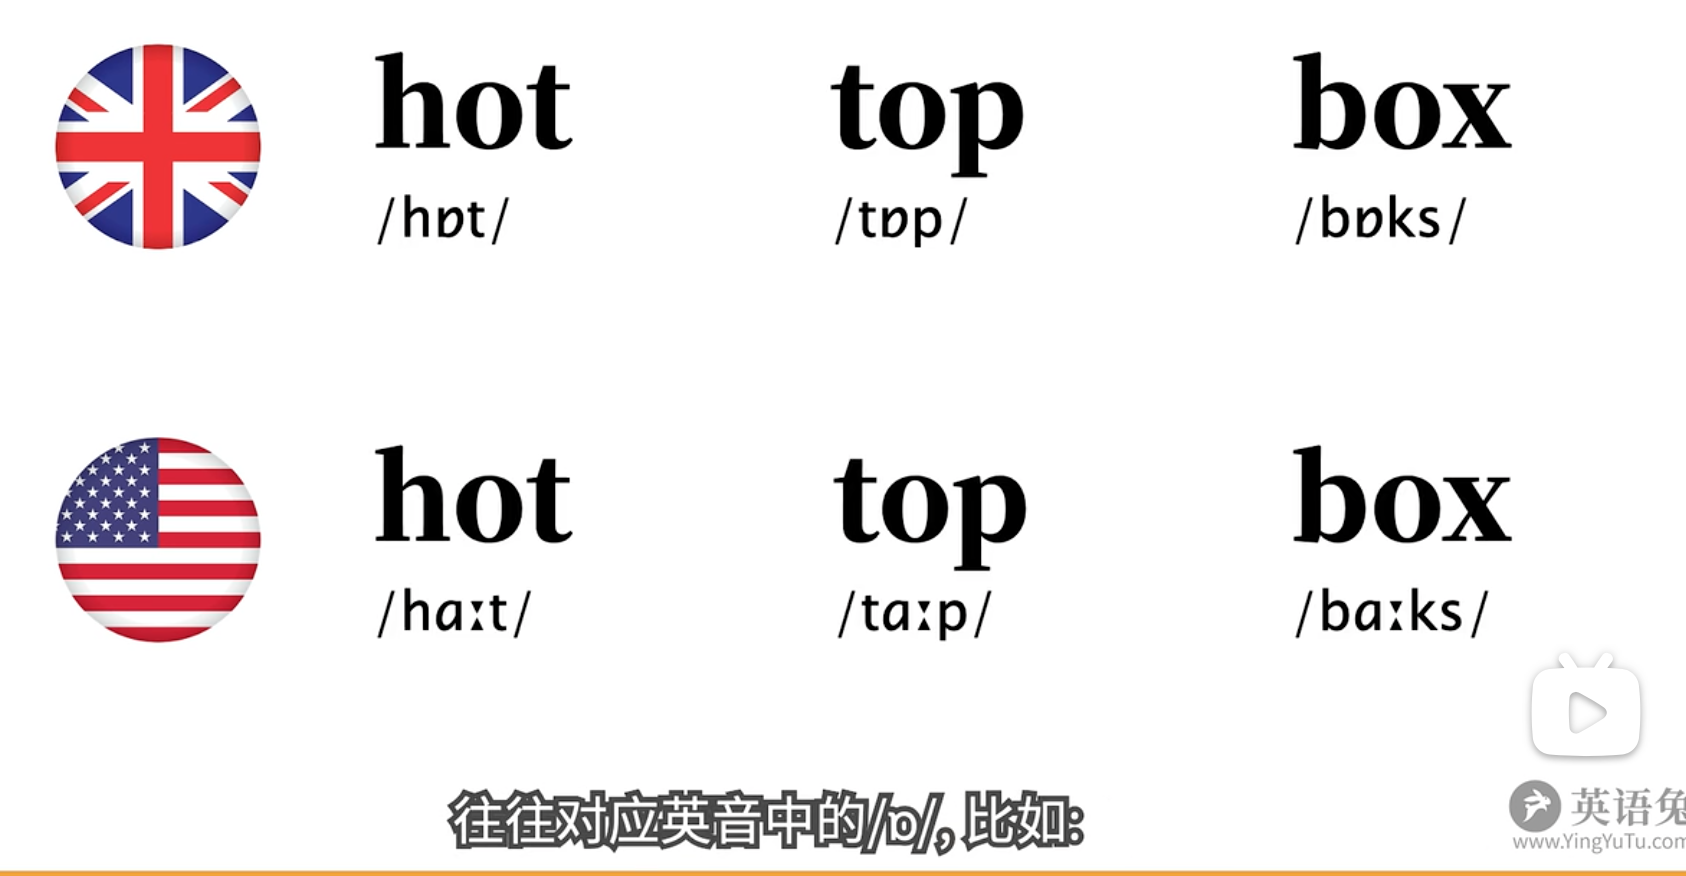 hot top box
/hɒt/ /tɒp/ /bɒks/
hot top box
/hɑːt/ /tɑːp/ /bɑːks/
往往对应英音中的/ɒ/, 比如:
英语兔
www.YingYuTu.com